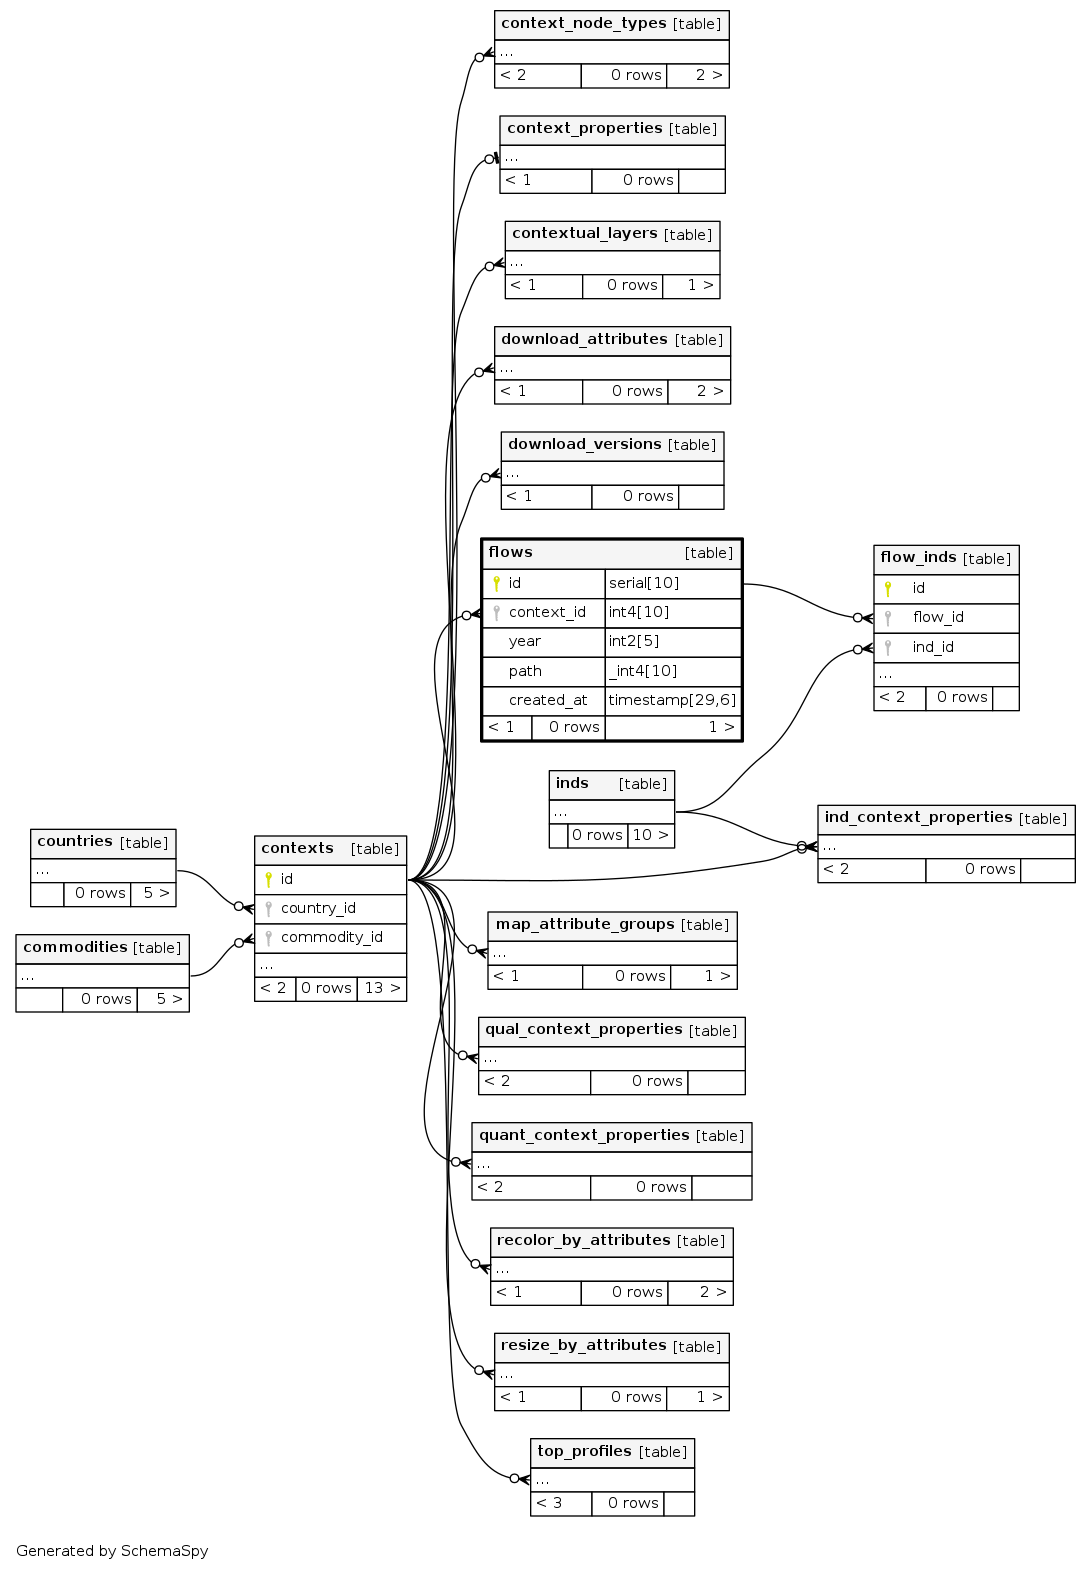 context_node_types [table]
...
< 2 0 rows 2 >
context_properties [table]
...
< 1 0 rows
contextual_layers [table]
...
< 1 0 rows 1 >
download_attributes [table]
...
< 1 0 rows 2 >
download_versions [table]
...
< 1 0 rows
flows [table]
id serial[10]
context_id int4[10]
year int2[5]
path _int4[10]
created_at timestamp[29,6]
< 1 0 rows 1 >
flow_inds [table]
id
flow_id
ind_id
...
< 2 0 rows
inds [table]
...
0 rows 10 >
ind_context_properties [table]
...
< 2 0 rows
countries [table]
...
0 rows 5 >
commodities [table]
...
0 rows 5 >
contexts [table]
id
country_id
commodity_id
...
< 2 0 rows 13 >
map_attribute_groups [table]
...
< 1 0 rows 1 >
qual_context_properties [table]
...
< 2 0 rows
quant_context_properties [table]
...
< 2 0 rows
recolor_by_attributes [table]
...
< 1 0 rows 2 >
resize_by_attributes [table]
...
< 1 0 rows 1 >
top_profiles [table]
...
< 3 0 rows
Generated by SchemaSpy